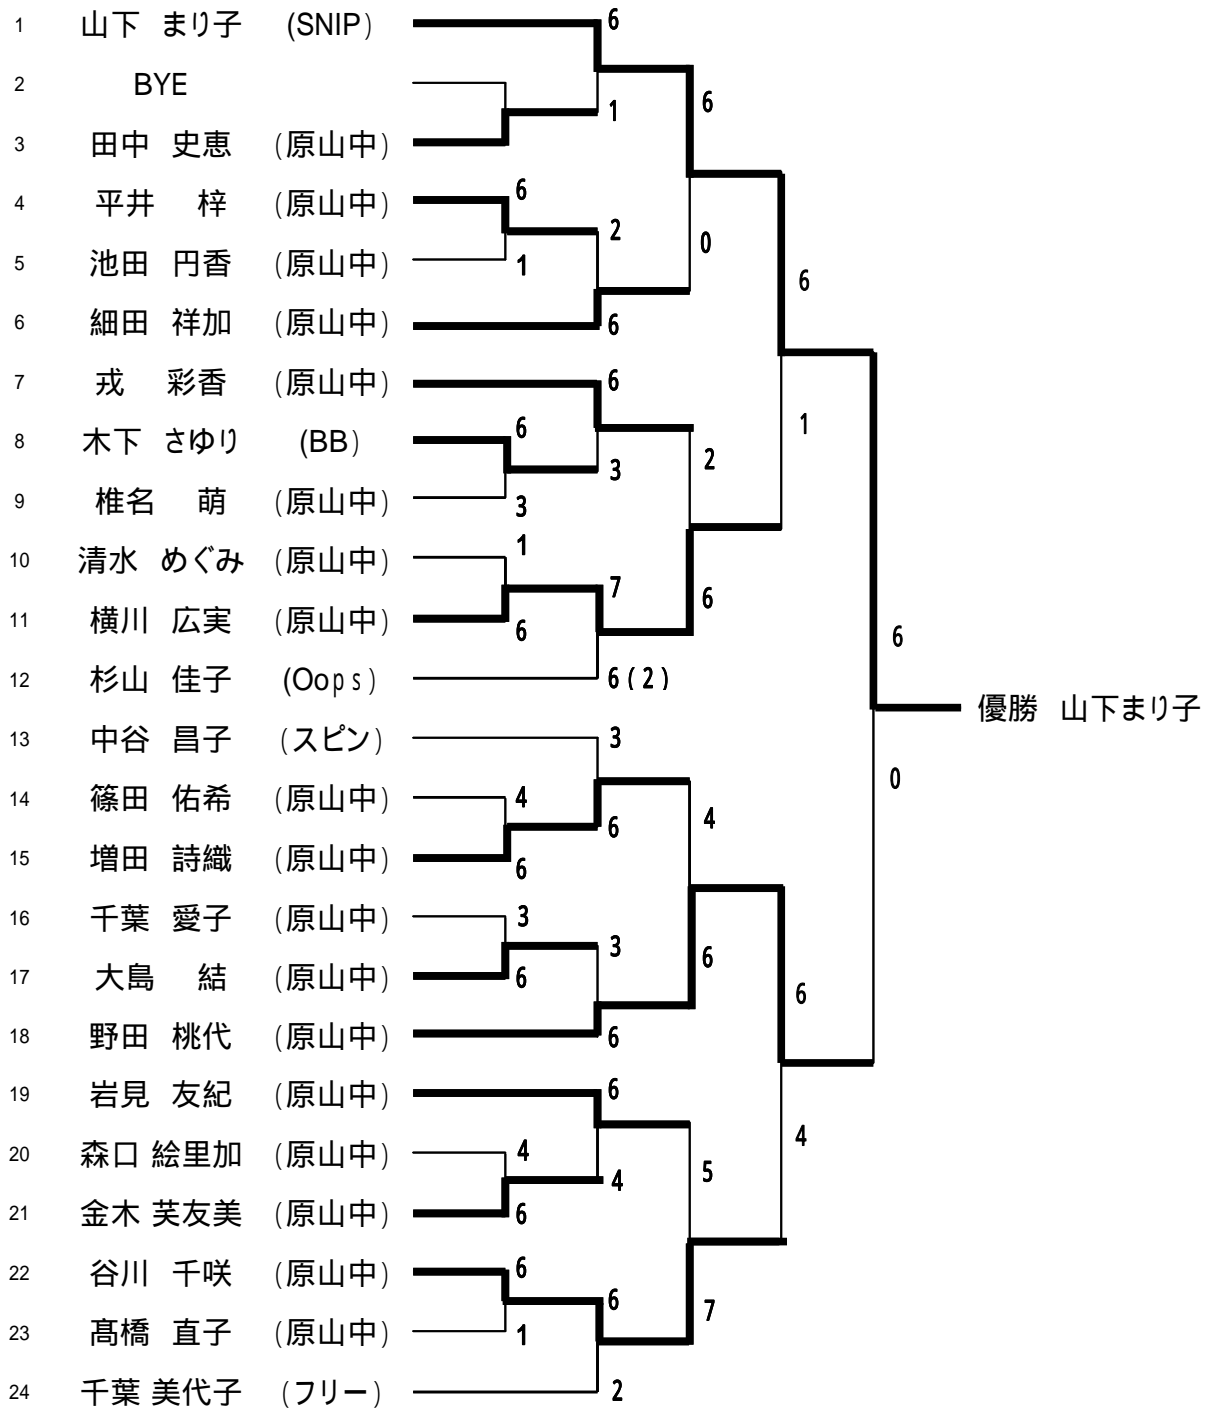 1 山下 まり子 (SNIP) 6
2 BYE
1
6
3 田中 史恵 (原山中)
4 平井 梓 (原山中) 6
2
0
5 池田 円香 (原山中) 1
6
6 細田 祥加 (原山中) 6
7 戎 彩香 (原山中) 6
1
8 木下 さゆり (BB) 6
3
2
9 椎名 萌 (原山中) 3
10 清水 めぐみ (原山中) 1
7
6
11 横川 広実 (原山中) 6
6
12 杉山 佳子 (Oops) 6(2)
優勝 山下まり子
13 中谷 昌子 (スピン) 3
0
14 篠田 佑希 (原山中) 4
6
4
15 増田 詩織 (原山中) 6
16 千葉 愛子 (原山中) 3
3
6
17 大島 結 (原山中) 6
6
18 野田 桃代 (原山中) 6
19 岩見 友紀 (原山中) 6
4
20 森口 絵里加 (原山中) 4
4
5
21 金木 芙友美 (原山中) 6
22 谷川 千咲 (原山中) 6
6
7
23 髙橋 直子 (原山中) 1
24 千葉 美代子 (フリー) 2